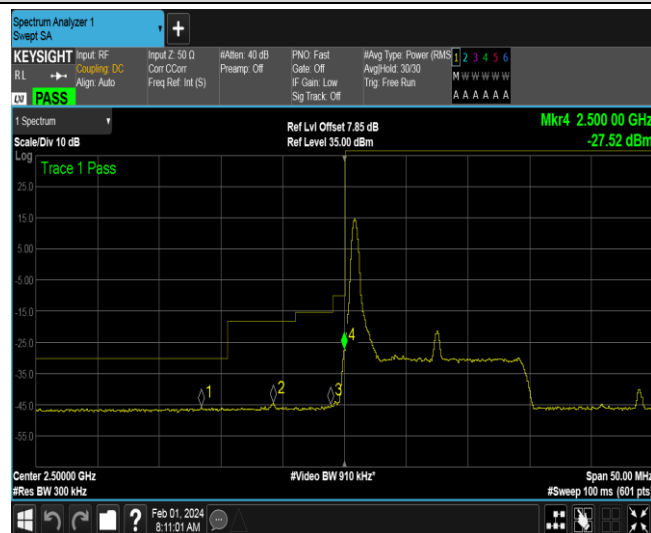 Spectrum Analyzer 1
Swept SA
+
KEYSIGHT
RL
Input: RF
Coupling: DC
Align: Auto
Input Z: 50 Ω
Corr CCorr
Freq Ref: Int (S)
#Atten: 40 dB
Preamp: Off
PNO: Fast
Gate: Off
IF Gain: Low
Sig Track: Off
#Avg Type: Power (RMS
Avg|Hold: 30/30
Trig: Free Run
1 2 3 4 5 6
M W W W W W
A A A A A A
LXI PASS
1 Spectrum
Scale/Div 10 dB
Ref Lvl Offset 7.85 dB
Ref Level 35.00 dBm
Mkr4 2.500 00 GHz
-27.52 dBm
Log
Trace 1 Pass
25.0
15.0
5.00
-5.00
-15.0
-25.0
-35.0
-45.0
-55.0
1
2
3
4
Center 2.50000 GHz
#Res BW 300 kHz
#Video BW 910 kHz*
Span 50.00 MHz
#Sweep 100 ms (601 pts)
?
Feb 01, 2024
8:11:01 AM